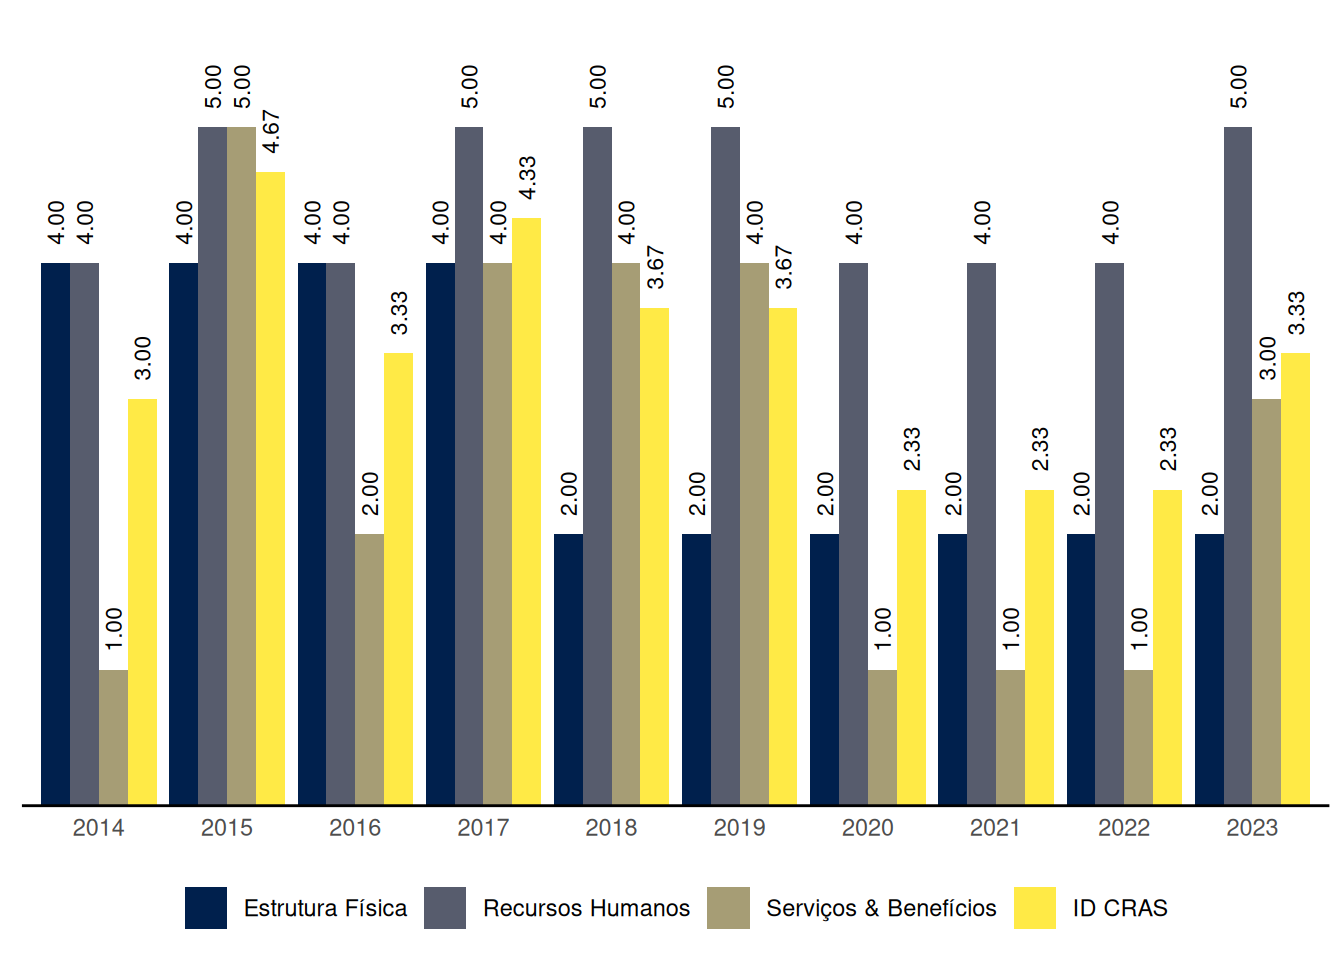 4.00 4.00 1.00 3.00
4.00 5.00 5.00 4.67
4.00 4.00 2.00 3.33
4.00 5.00 4.00 4.33
2.00 5.00 4.00 3.67
2.00 5.00 4.00 3.67
2.00 4.00 1.00 2.33
2.00 4.00 1.00 2.33
2.00 4.00 1.00 2.33
2.00 5.00 3.00 3.33
2014 2015 2016 2017 2018 2019 2020 2021 2022 2023
Estrutura Física Recursos Humanos Serviços & Benefícios ID CRAS